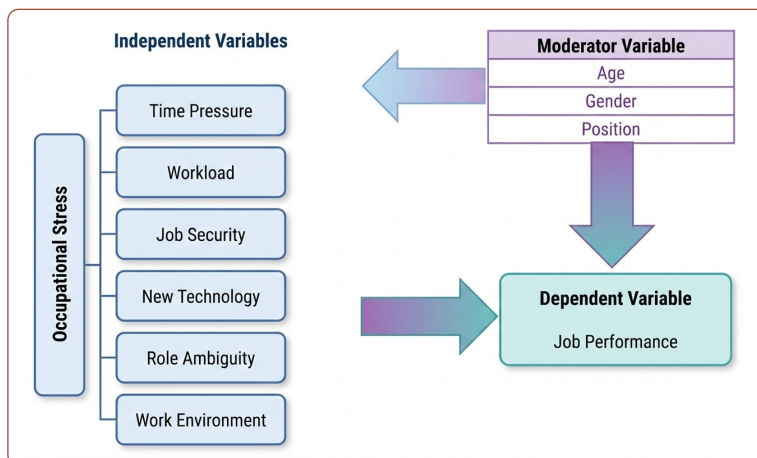 Independent Variables
Occupational Stress
Time Pressure
Workload
Job Security
New Technology
Role Ambiguity
Work Environment
Moderator Variable
Age
Gender
Position
Dependent Variable
Job Performance